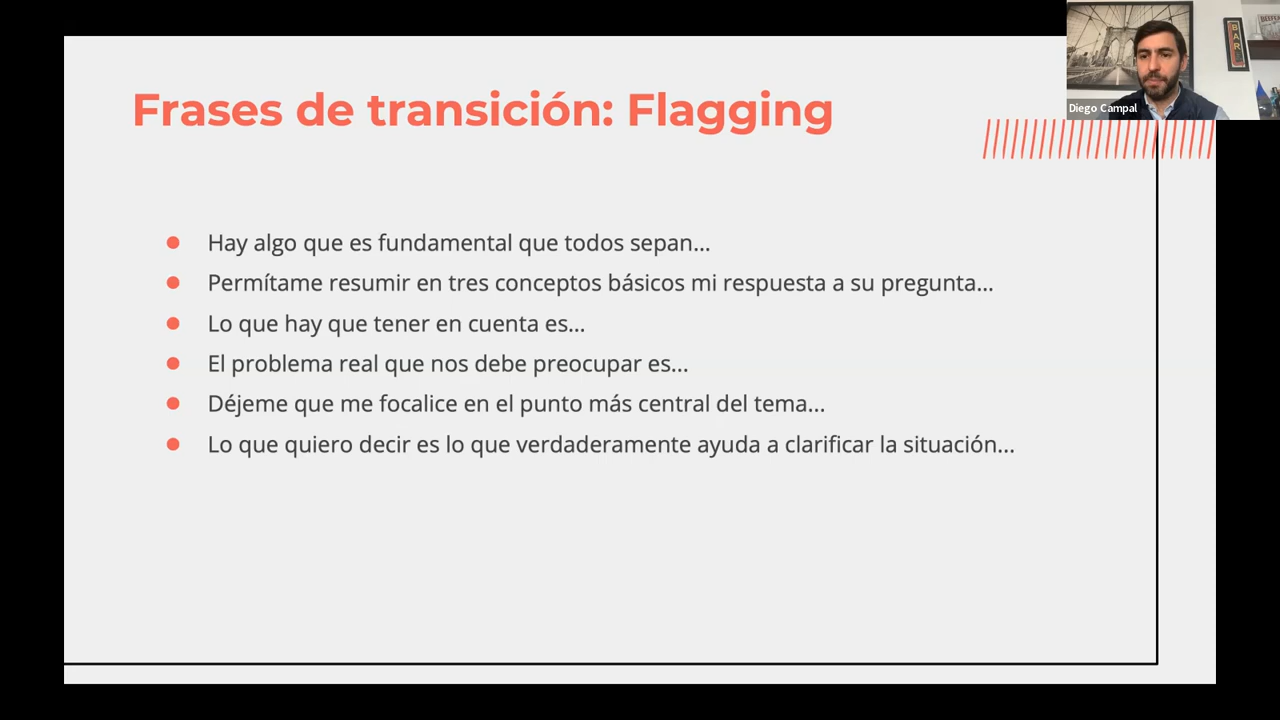 Frases de transición: Flagging
Diego Campal
BAR
Hay algo que es fundamental que todos sepan...
Permítame resumir en tres conceptos básicos mi respuesta a su pregunta...
Lo que hay que tener en cuenta es...
El problema real que nos debe preocupar es...
Déjeme que me focalice en el punto más central del tema...
Lo que quiero decir es lo que verdaderamente ayuda a clarificar la situación...